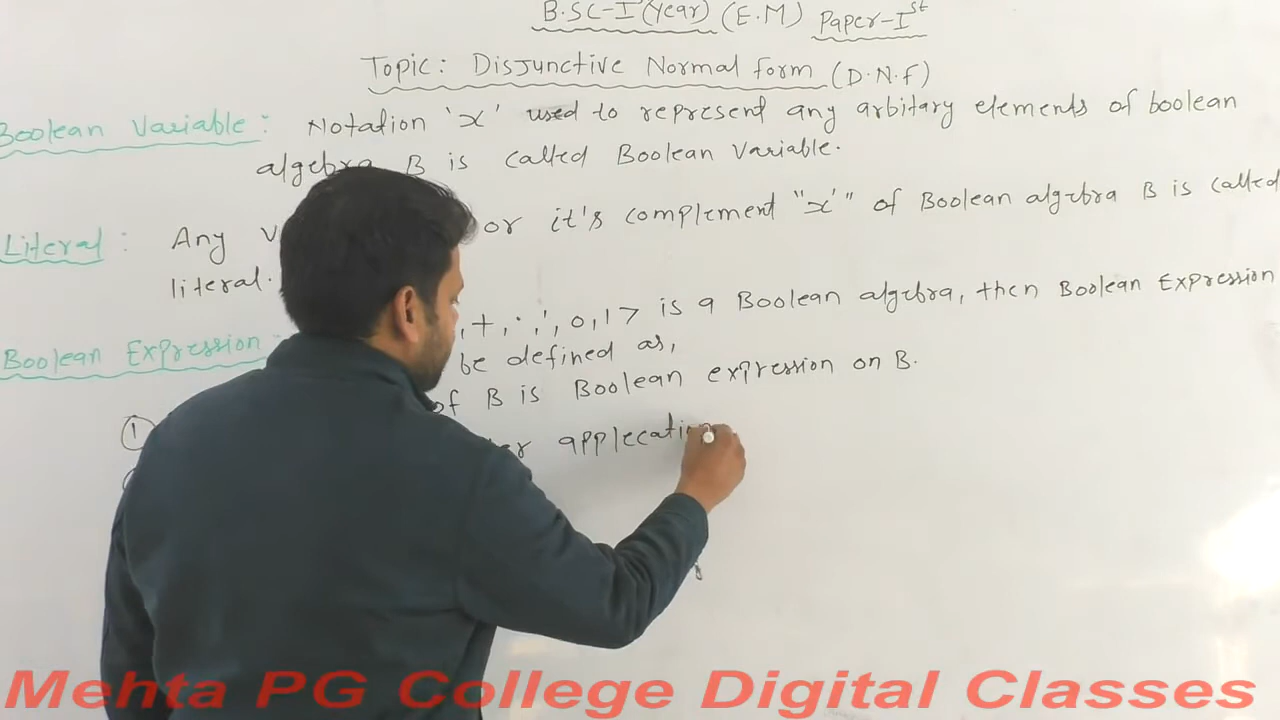 B.SC-I (Year) (E.M) Paper-Ist
Topic: Disjunctive Normal form (D.N.F)
Boolean Variable: Notation 'x' used to represent any arbitary elements of boolean
algebra B is called Boolean Variable.
Literal: Any or it's complement "x'" of Boolean algebra B is called
literal.
Boolean Expression: ,+,·,',0,1> is a Boolean algebra, then Boolean Expression
be defined as,
① of B is Boolean expression on B.
applecation
Mehta PG College Digital Classes